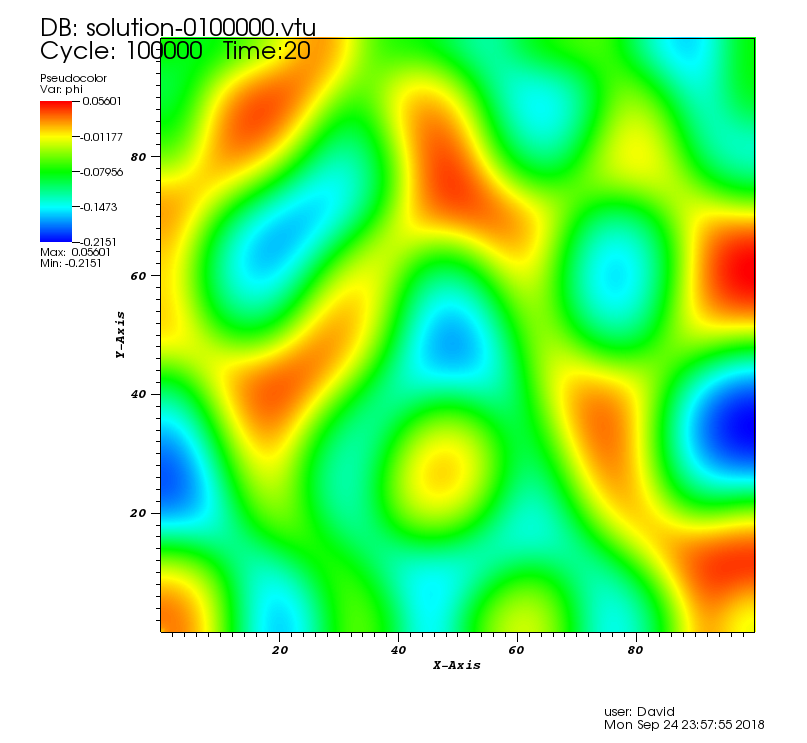 DB: solution-0100000.vtu
Cycle: 100000 Time:20
Pseudocolor
Var: phi
0.05601
-0.01177
-0.07956
-0.1473
-0.2151
Max: 0.05601
Min: -0.2151
80
60
40
20
Y-Axis
20 40 60 80
X-Axis
user: David
Mon Sep 24 23:57:55 2018